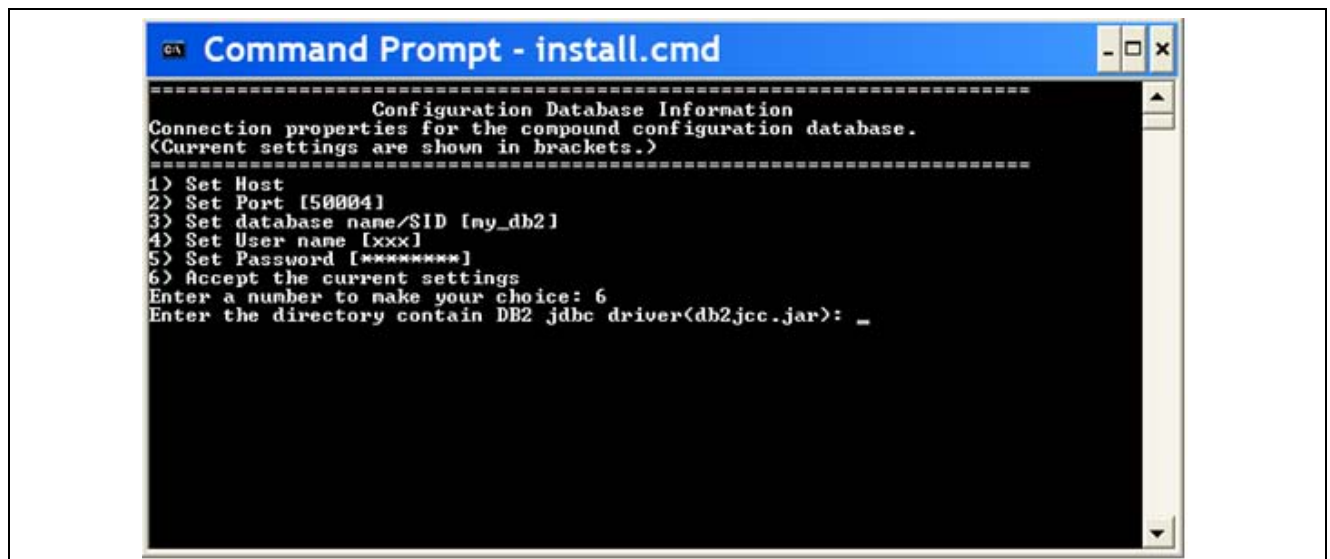 Command Prompt - install.cmd
================================================================================
Configuration Database Information
Connection properties for the compound configuration database.
(Current settings are shown in brackets.)
================================================================================
1) Set Host
2) Set Port [50004]
3) Set database name/SID [my_db2]
4) Set User name [xxx]
5) Set Password [********]
6) Accept the current settings
Enter a number to make your choice: 6
Enter the directory contain DB2 jdbc driver(db2jcc.jar): _